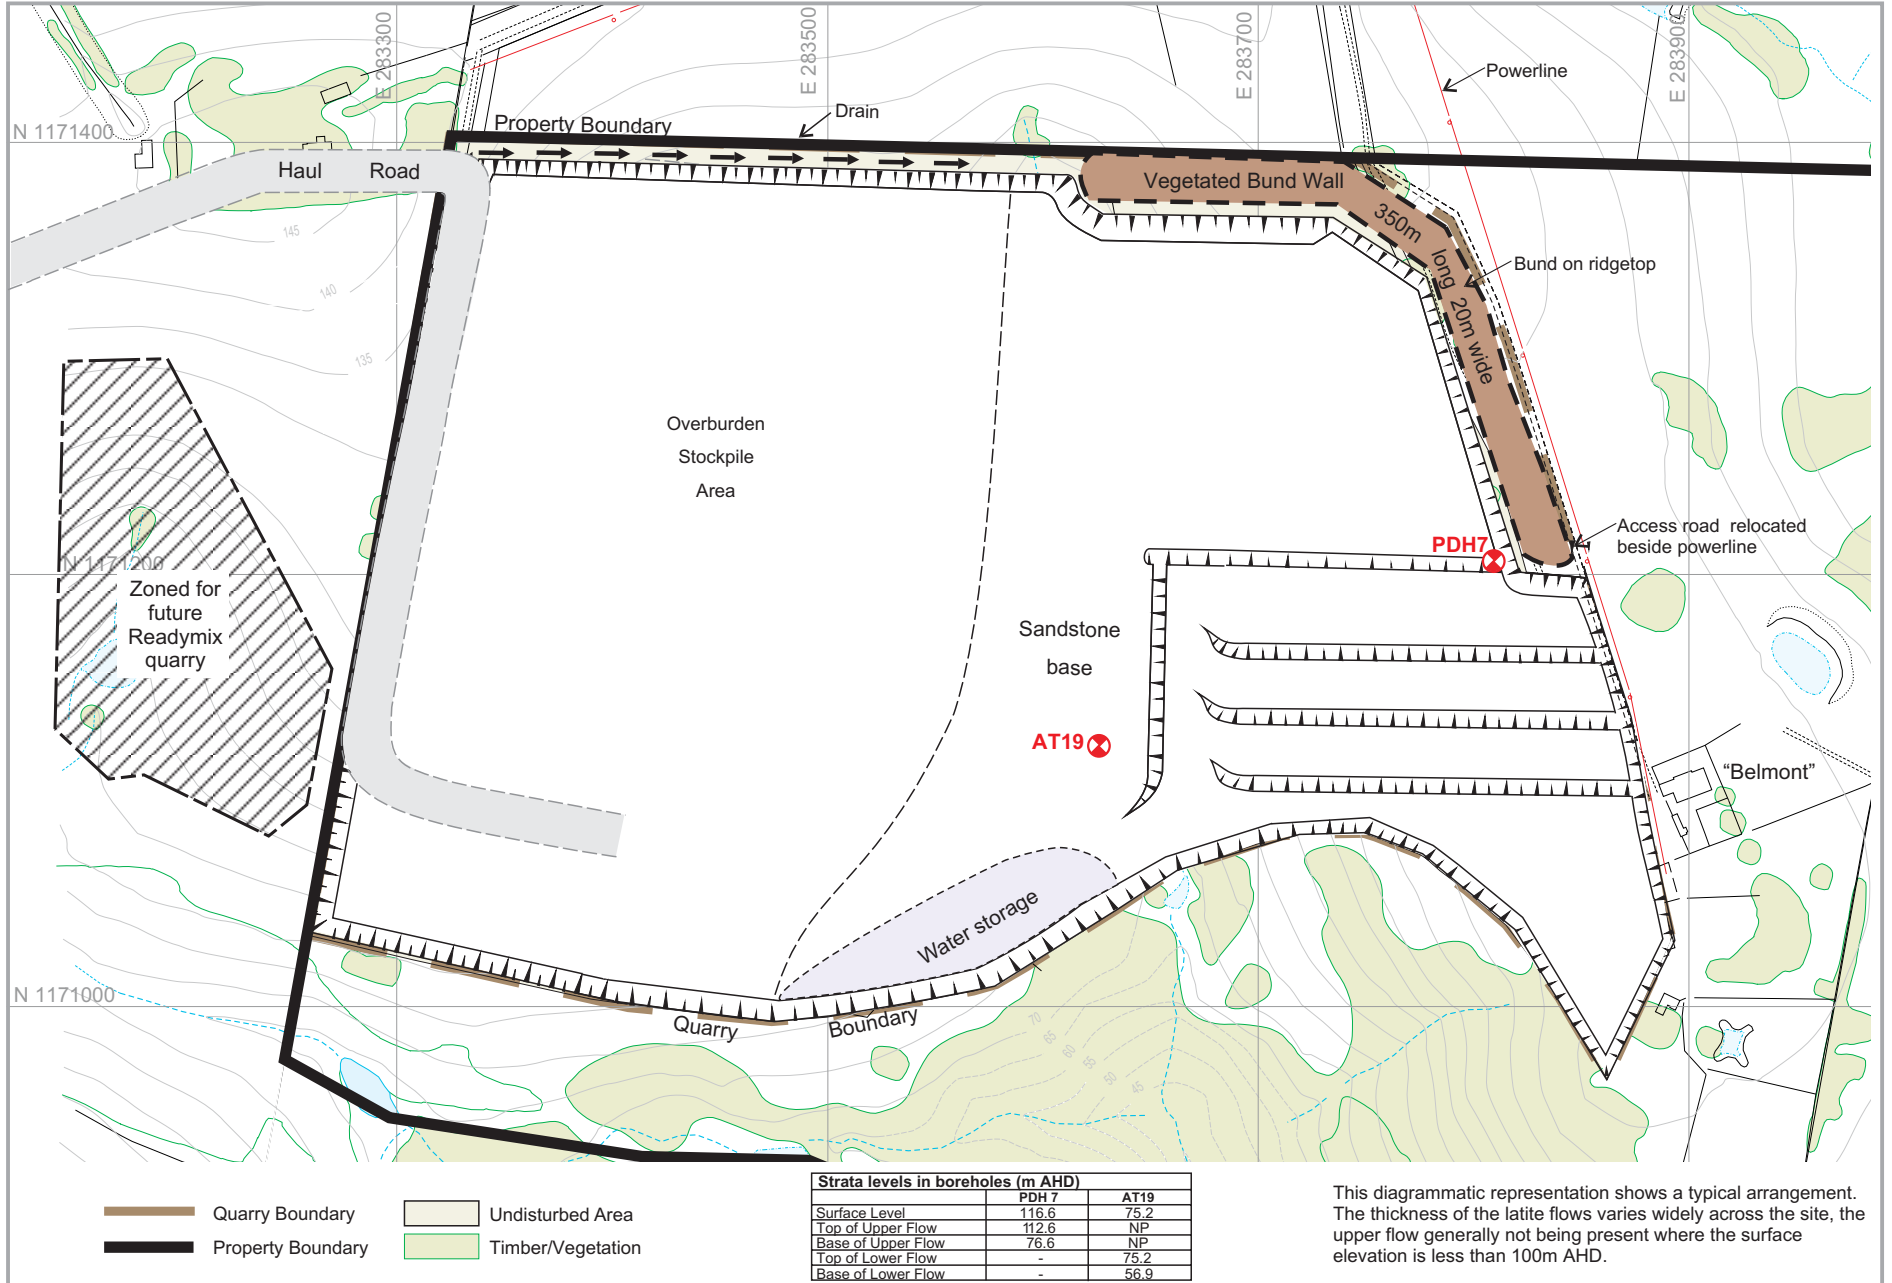 E 283300
E 283500
E 283700
E 283900
Powerline
Drain
N 1171400
Property Boundary
Haul Road
Vegetated Bund Wall
350m
long
20m wide
Bund on ridgetop
145
140
135
Overburden
Stockpile
Area
PDH7
Access road relocated
beside powerline
N 1171200
Zoned for
future
Readymix
quarry
Sandstone
base
AT19
"Belmont"
Water storage
N 1171000
Quarry Boundary
70
65
60
55
50
45
Quarry Boundary
Property Boundary
Undisturbed Area
Timber/Vegetation
Strata levels in boreholes (m AHD)
PDH 7 AT19
Surface Level 116.6 75.2
Top of Upper Flow 112.6 NP
Base of Upper Flow 76.6 NP
Top of Lower Flow - 75.2
Base of Lower Flow - 56.9
This diagrammatic representation shows a typical arrangement.
The thickness of the latite flows varies widely across the site, the
upper flow generally not being present where the surface
elevation is less than 100m AHD.